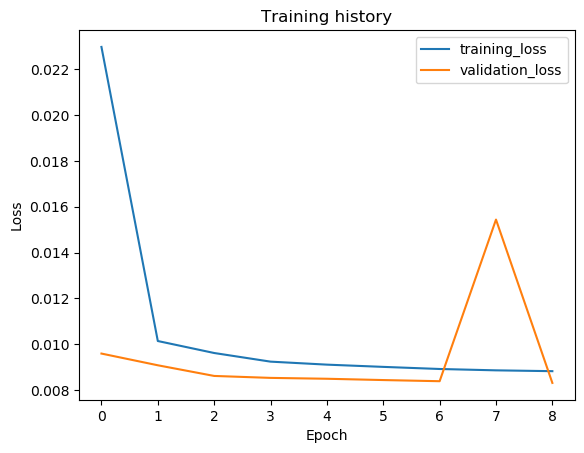 Training history
training_loss
validation_loss
0.022
0.020
0.018
0.016
0.014
0.012
0.010
0.008
Loss
0 1 2 3 4 5 6 7 8
Epoch